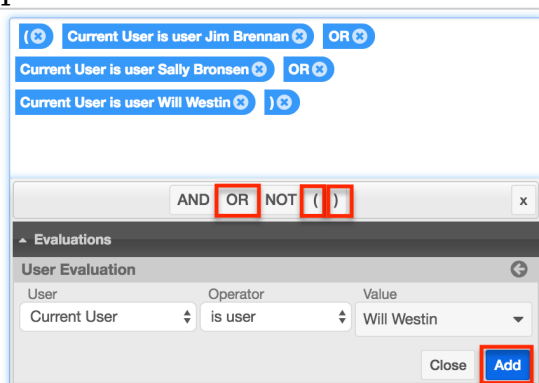 ( Current User is user Jim Brennan OR
Current User is user Sally Bronsen OR
Current User is user Will Westin )
AND OR NOT ( ) x
Evaluations
User Evaluation
User Operator Value
Current User is user Will Westin
Close Add